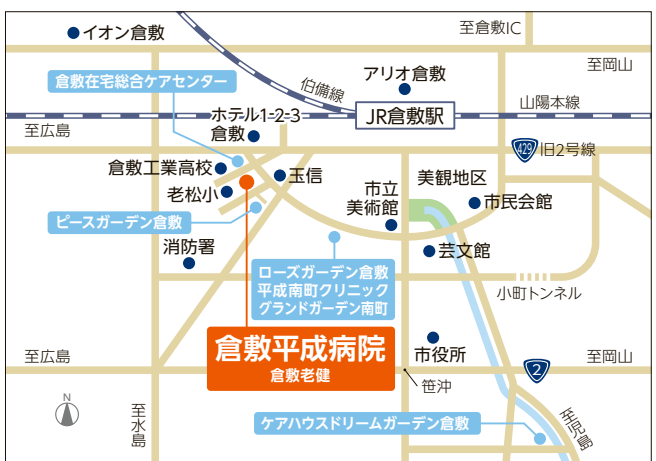 至倉敷IC
イオン倉敷
至岡山
アリオ倉敷
倉敷在宅総合ケアセンター
伯備線
山陽本線
ホテル1-2-3
倉敷
JR倉敷駅
至広島
429
旧2号線
倉敷工業高校
玉信
老松小
市立
美術館
美観地区
市民会館
ピースガーデン倉敷
消防署
芸文館
ローズガーデン倉敷
平成南町クリニック
グランドガーデン南町
小町トンネル
倉敷平成病院
倉敷老健
至広島
市役所
2
至岡山
笹沖
N
至水島
ケアハウスドリームガーデン倉敷
至児島